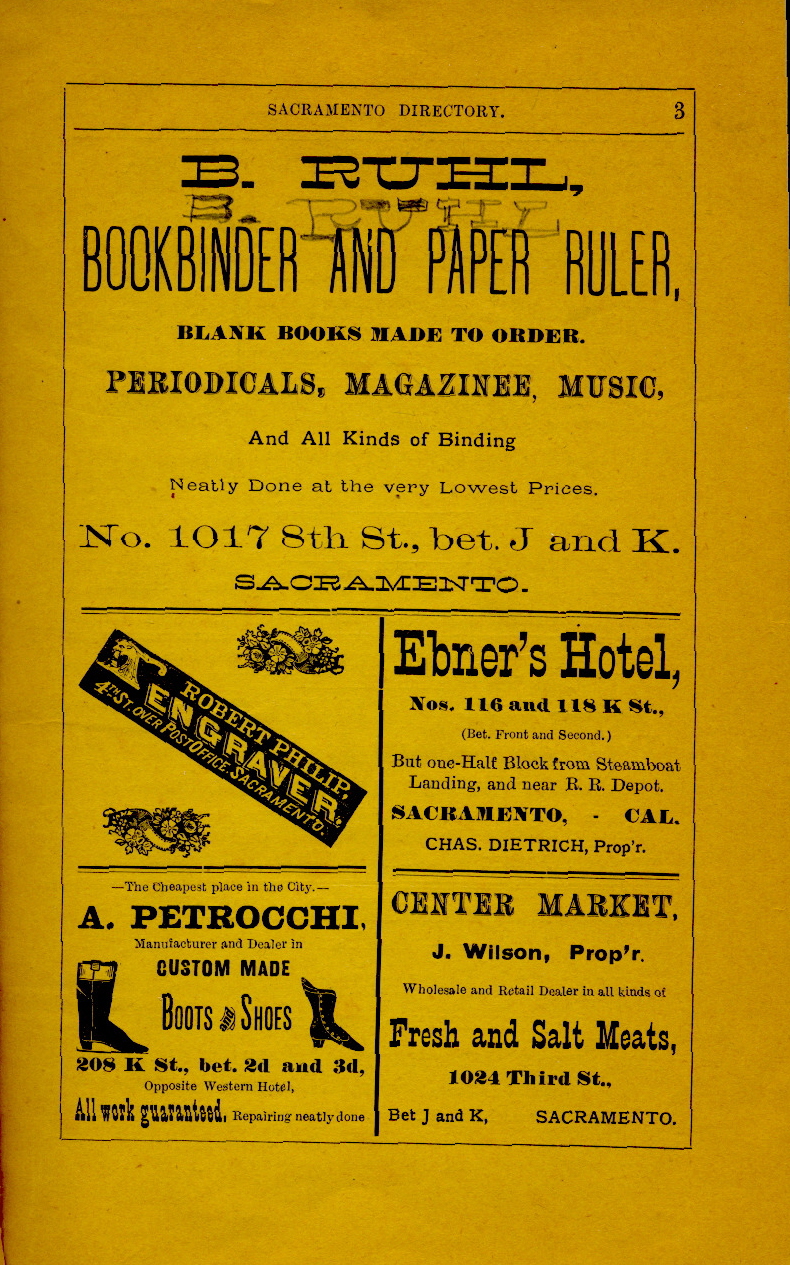 SACRAMENTO DIRECTORY. 3
B. RUHL,
B. RUHL
BOOKBINDER AND PAPER RULER,
BLANK BOOKS MADE TO ORDER.
PERIODICALS, MAGAZINEE, MUSIC,
And All Kinds of Binding
Neatly Done at the very Lowest Prices.
No. 1017 8th St., bet. J and K.
SACRAMENTO.
ROBERT PHILIP,
ENGRAVER,
4TH ST. OVER POST OFFICE, SACRAMENTO.
Ebner's Hotel,
Nos. 116 and 118 K St.,
(Bet. Front and Second.)
But one-Half Block from Steamboat
Landing, and near R. R. Depot.
SACRAMENTO, - CAL.
CHAS. DIETRICH, Prop'r.
—The Cheapest place in the City.—
A. PETROCCHI,
Manufacturer and Dealer in
CUSTOM MADE
BOOTS and SHOES
208 K St., bet. 2d and 3d,
Opposite Western Hotel,
All work guaranteed, Repairing neatly done
CENTER MARKET,
J. Wilson, Prop'r.
Wholesale and Retail Dealer in all kinds of
Fresh and Salt Meats,
1024 Third St.,
Bet J and K, SACRAMENTO.